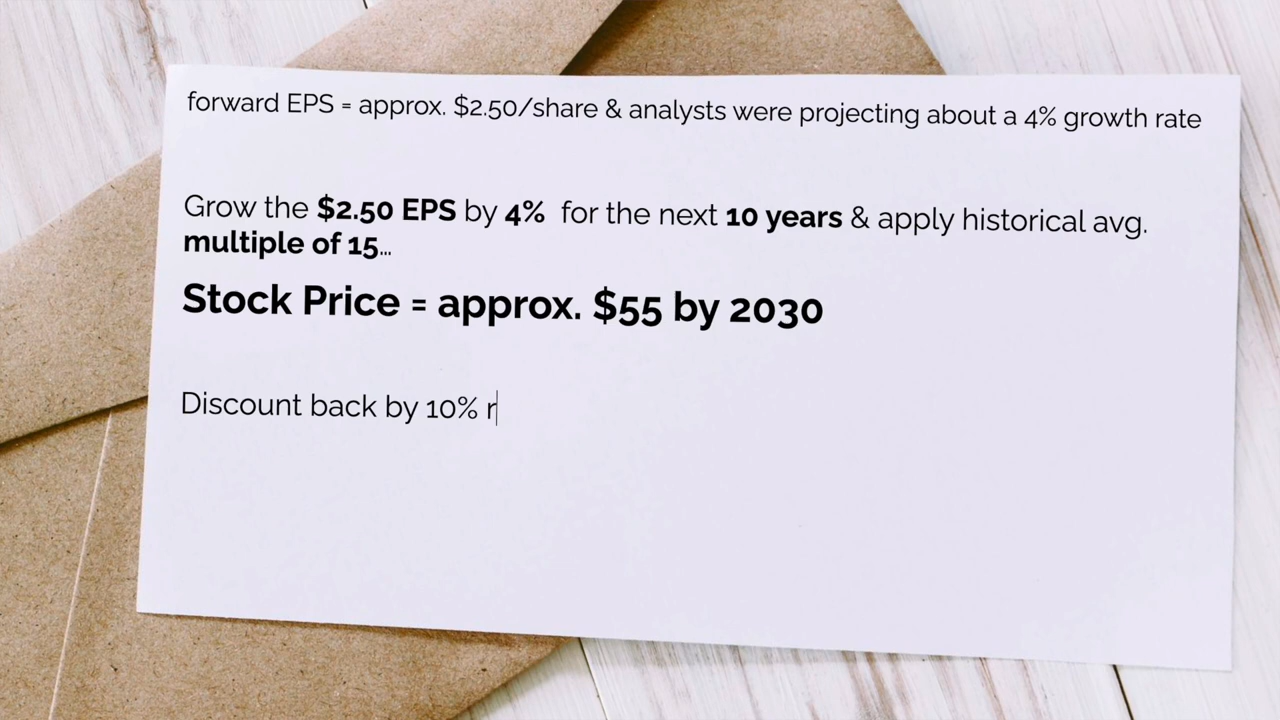 forward EPS = approx. $2.50/share & analysts were projecting about a 4% growth rate
Grow the $2.50 EPS by 4% for the next 10 years & apply historical avg.
multiple of 15...
Stock Price = approx. $55 by 2030
Discount back by 10% r